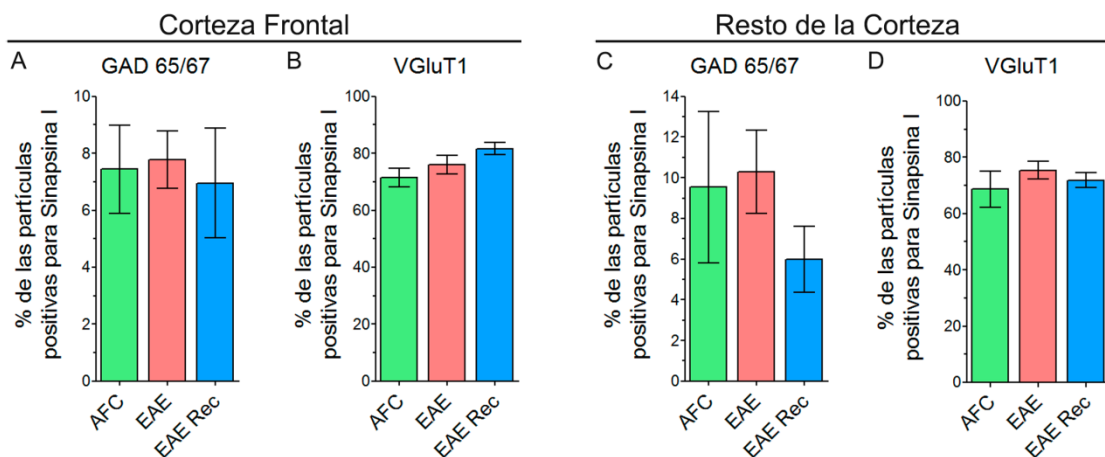 Corteza Frontal
Resto de la Corteza
A
GAD 65/67
B
VGluT1
C
GAD 65/67
D
VGluT1
% de las partículas
positivas para Sinapsina I
10
8
6
4
2
0
AFC
EAE
EAE Rec
% de las partículas
positivas para Sinapsina I
100
80
60
40
20
0
AFC
EAE
EAE Rec
% de las partículas
positivas para Sinapsina I
14
12
10
8
6
4
2
0
AFC
EAE
EAE Rec
% de las partículas
positivas para Sinapsina I
100
80
60
40
20
0
AFC
EAE
EAE Rec